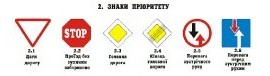 2. ЗНАКИ ПРІОРИТЕТУ
STOP
2.1 2.2 2.3 2.4 2.5 2.6
Дати дорогу
Проїзд без зупинки заборонено
Головна дорога
Кінець головної дороги
Перевага зустрічного руху
Перевага перед зустрічним рухом